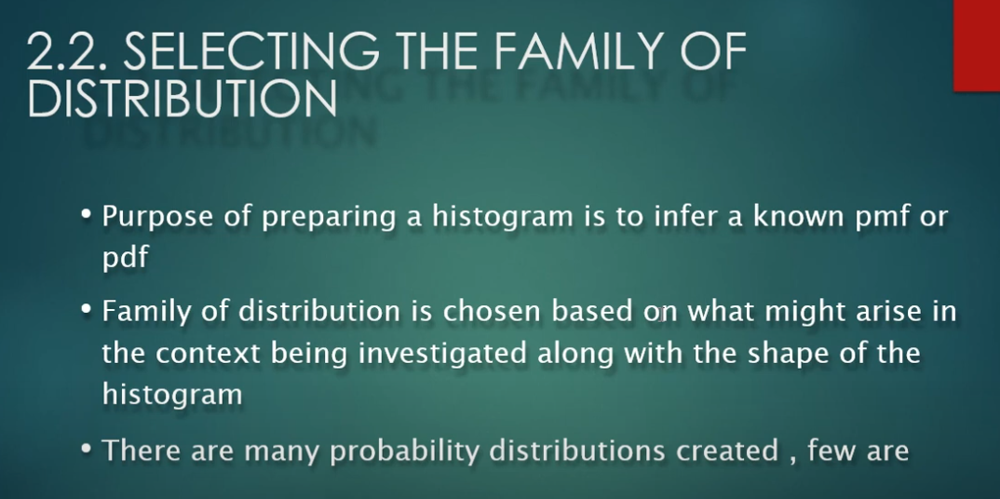 2.2. SELECTING THE FAMILY OF
DISTRIBUTION
• Purpose of preparing a histogram is to infer a known pmf or
pdf
• Family of distribution is chosen based on what might arise in
the context being investigated along with the shape of the
histogram
• There are many probability distributions created , few are